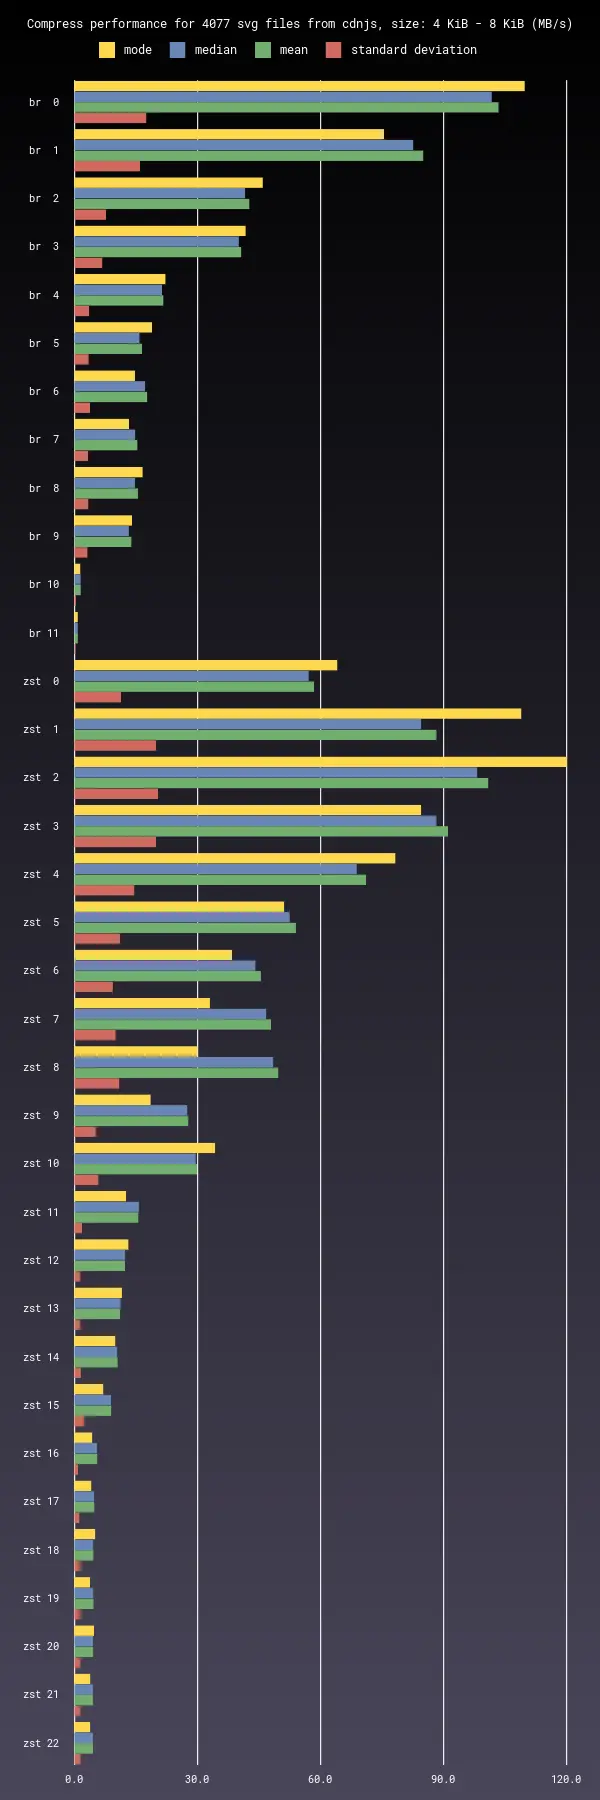 Compress performance for 4077 svg files from cdnjs, size: 4 KiB - 8 KiB (MB/s)
mode median mean standard deviation
br 0
br 1
br 2
br 3
br 4
br 5
br 6
br 7
br 8
br 9
br 10
br 11
zst 0
zst 1
zst 2
zst 3
zst 4
zst 5
zst 6
zst 7
zst 8
zst 9
zst 10
zst 11
zst 12
zst 13
zst 14
zst 15
zst 16
zst 17
zst 18
zst 19
zst 20
zst 21
zst 22
0.0 30.0 60.0 90.0 120.0